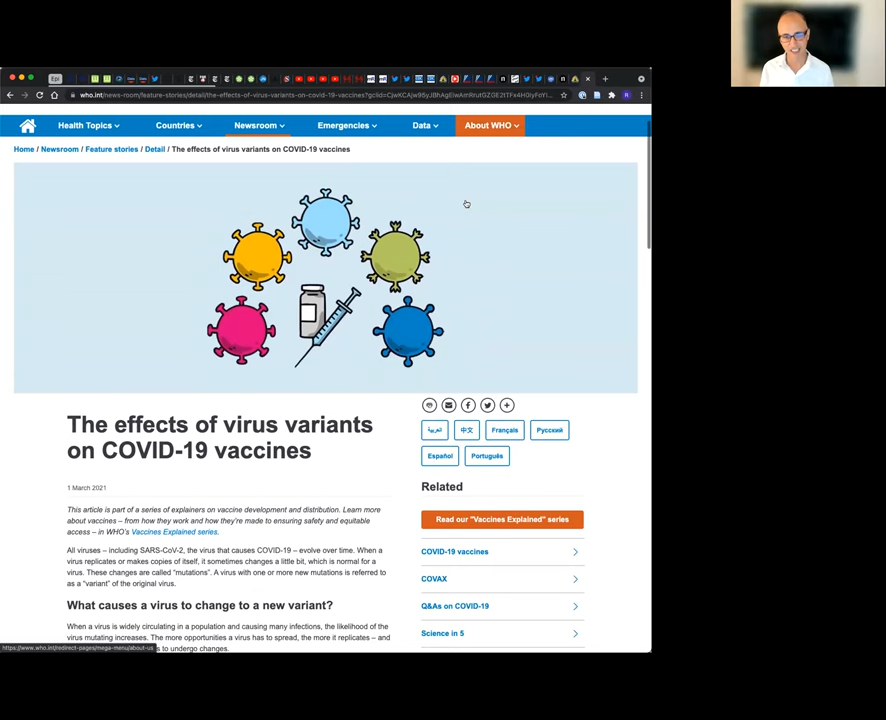 Epi
who.int/news-room/feature-stories/detail/the-effects-of-virus-variants-on-covid-19-vaccines?gclid=
Health Topics
Countries
Newsroom
Emergencies
Data
About WHO
Home / Newsroom / Feature stories / Detail / The effects of virus variants on COVID-19 vaccines
The effects of virus variants
on COVID-19 vaccines
1 March 2021
This article is part of a series of explainers on vaccine development and distribution. Learn more
about vaccines – from how they work and how they're made to ensuring safety and equitable
access – in WHO's Vaccines Explained series.
All viruses – including SARS-CoV-2, the virus that causes COVID-19 – evolve over time. When a
virus replicates or makes copies of itself, it sometimes changes a little bit, which is normal for a
virus. These changes are called "mutations". A virus with one or more new mutations is referred to
as a "variant" of the original virus.
What causes a virus to change to a new variant?
When a virus is widely circulating in a population and causing many infections, the likelihood of the
virus mutating increases. The more opportunities a virus has to spread, the more it replicates – and
s to undergo changes.
العربية
中文
Français
Русский
Español
Português
Related
Read our "Vaccines Explained" series
COVID-19 vaccines
COVAX
Q&As on COVID-19
Science in 5
https://www.who.int/redirect-pages/mega-menu/about-us